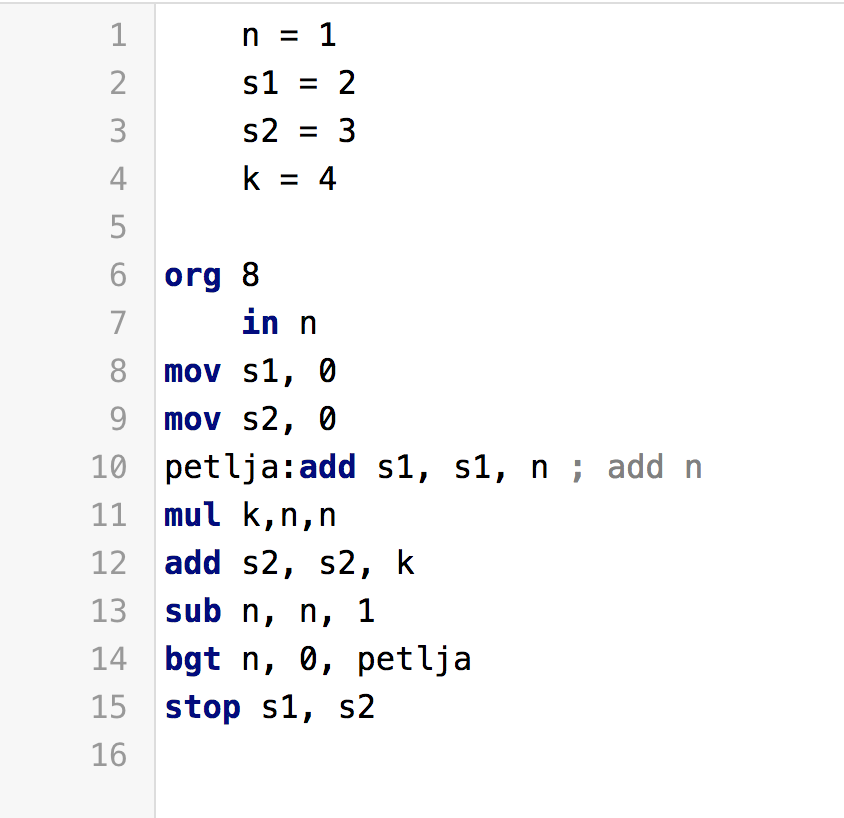 1 n = 1
2 s1 = 2
3 s2 = 3
4 k = 4
5
6 org 8
7 in n
8 mov s1, 0
9 mov s2, 0
10 petlja:add s1, s1, n ; add n
11 mul k,n,n
12 add s2, s2, k
13 sub n, n, 1
14 bgt n, 0, petlja
15 stop s1, s2
16